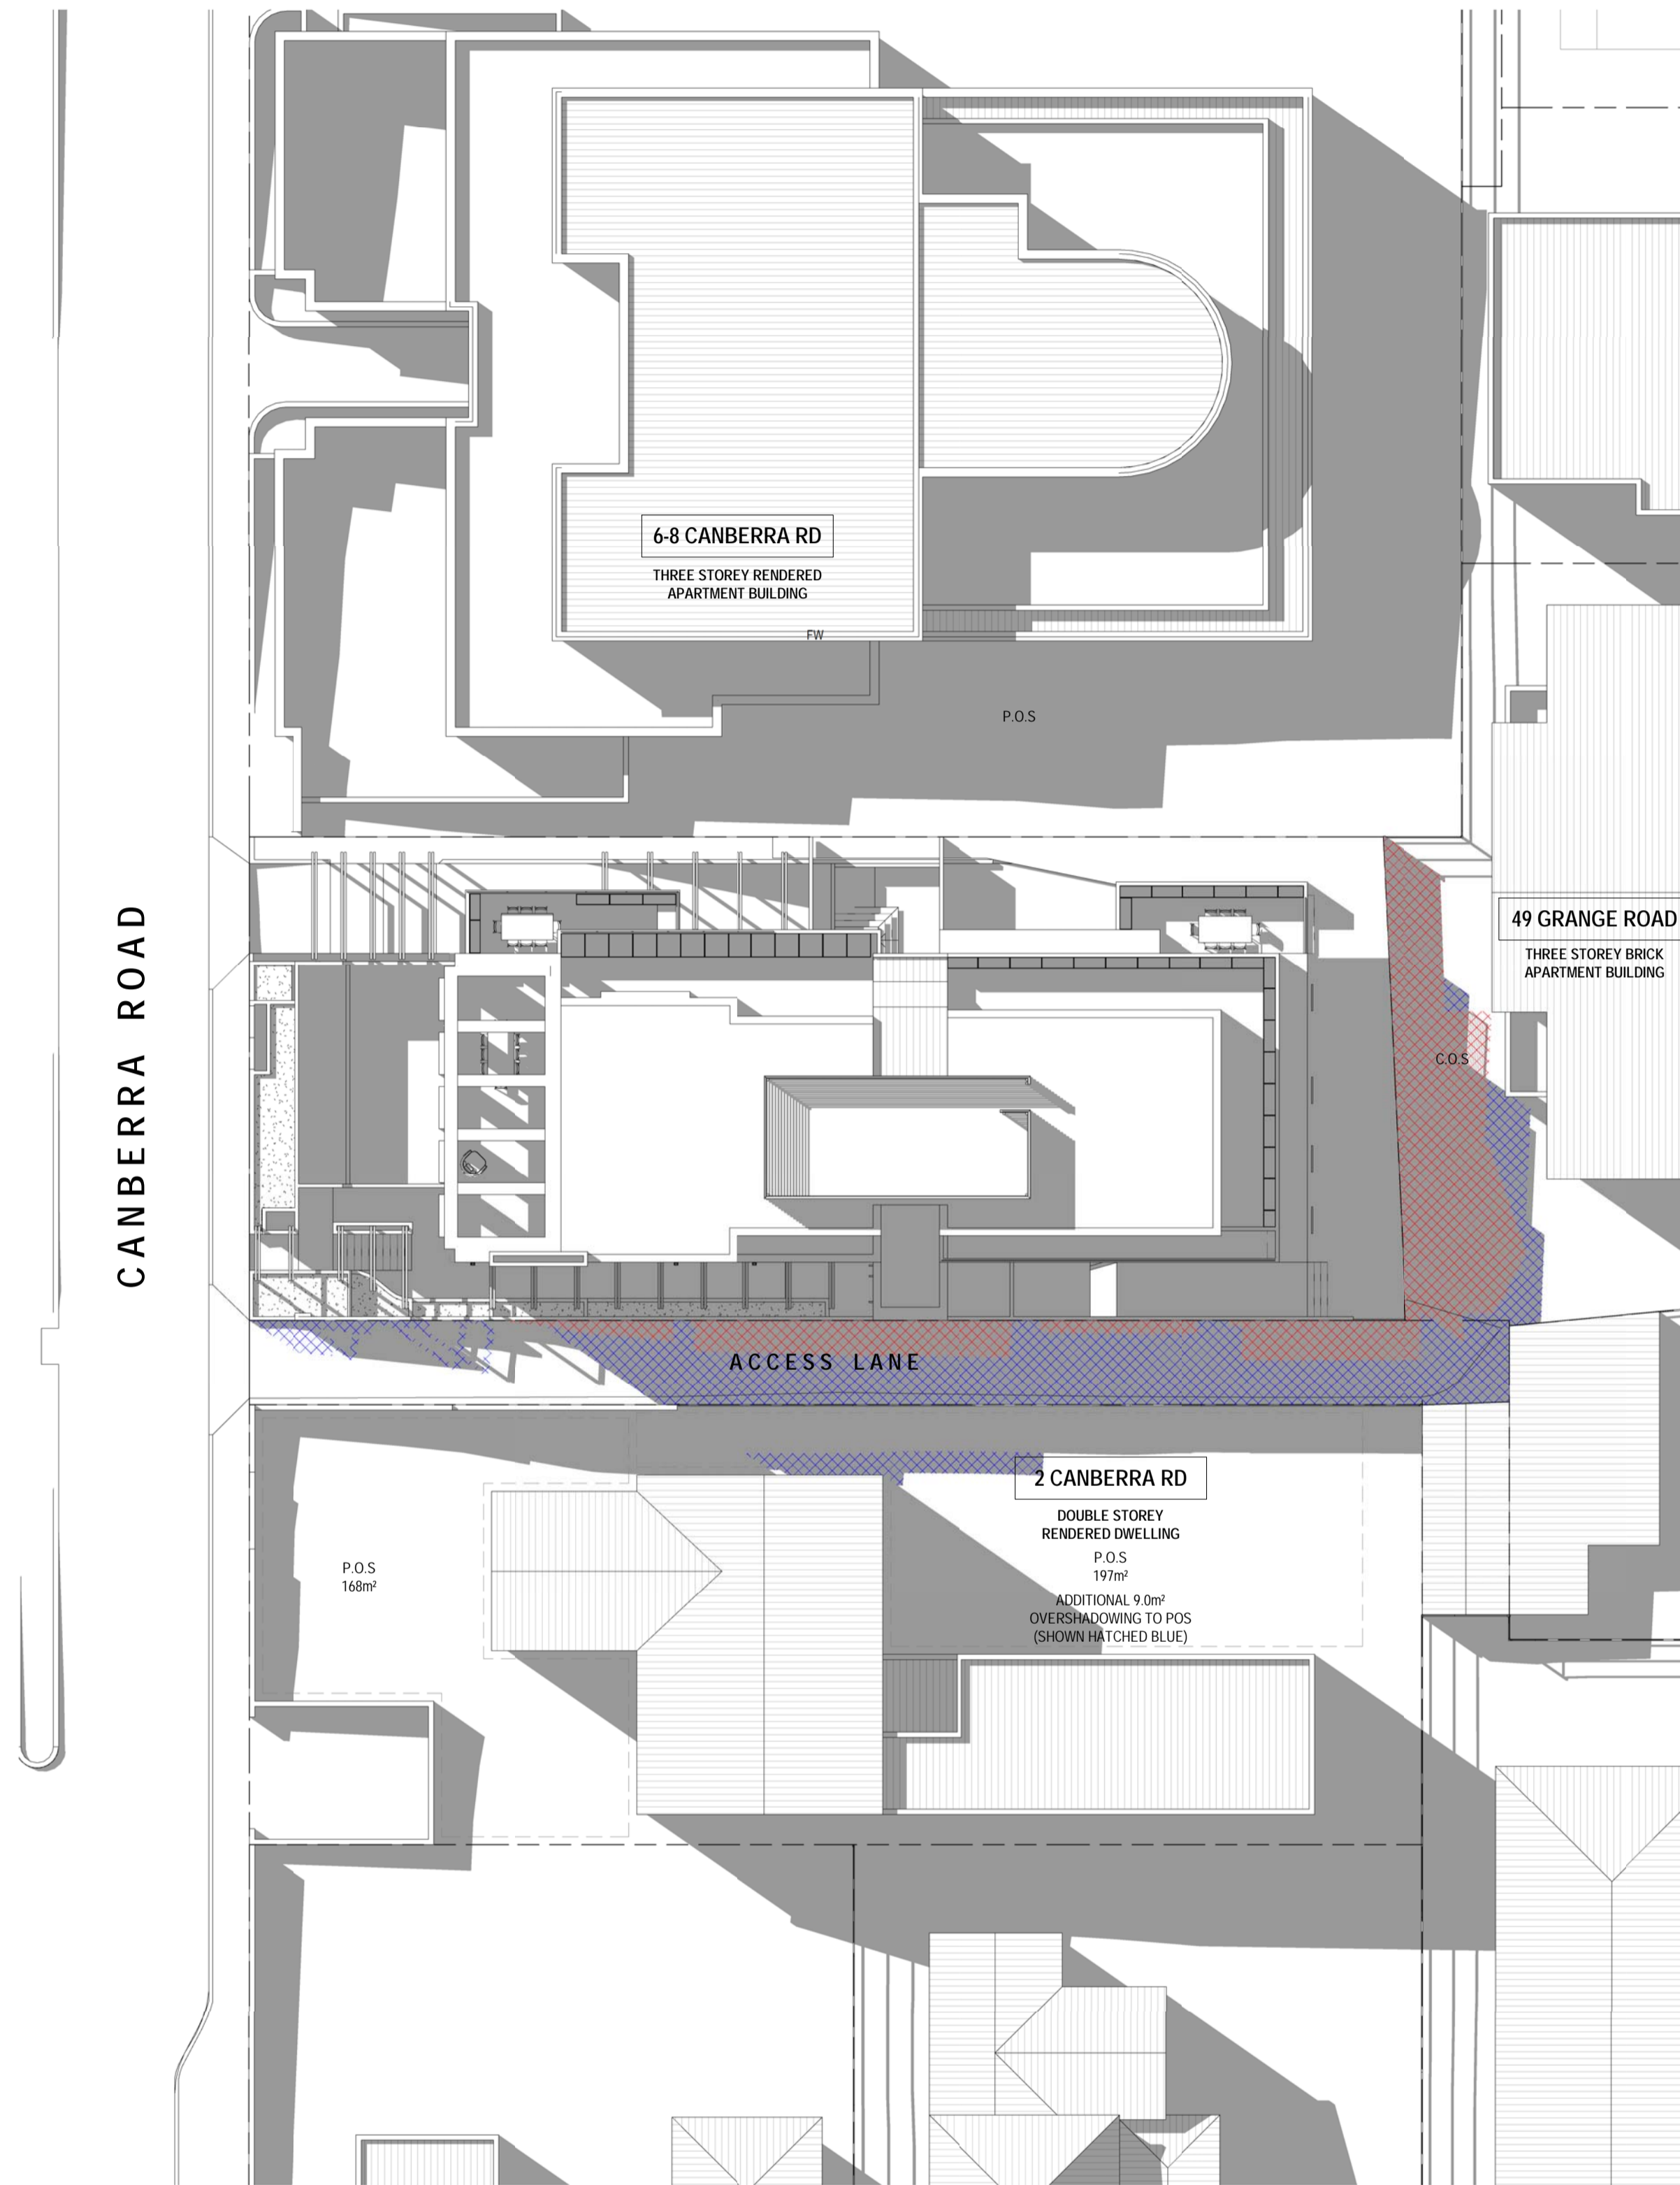 6-8 CANBERRA RD
THREE STOREY RENDERED
APARTMENT BUILDING
FW
P.O.S
CANBERRA ROAD
49 GRANGE ROAD
THREE STOREY BRICK
APARTMENT BUILDING
C.O.S
ACCESS LANE
2 CANBERRA RD
DOUBLE STOREY
RENDERED DWELLING
P.O.S
197m²
ADDITIONAL 9.0m²
OVERSHADOWING TO POS
(SHOWN HATCHED BLUE)
P.O.S
168m²